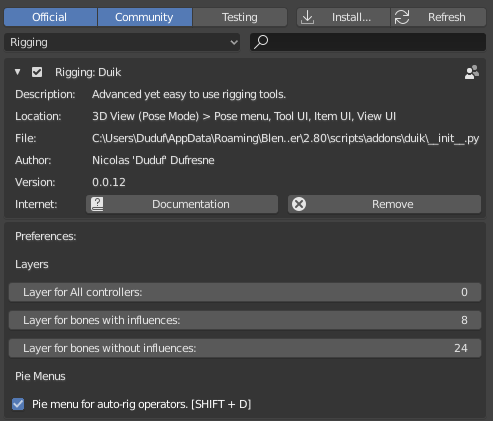 Official Community Testing Install... Refresh
Rigging
Rigging: Duik
Description: Advanced yet easy to use rigging tools.
Location: 3D View (Pose Mode) > Pose menu, Tool UI, Item UI, View UI
File: C:\Users\Duduf\AppData\Roaming\Blen..er\2.80\scripts\addons\duik\__init__.py
Author: Nicolas 'Duduf' Dufresne
Version: 0.0.12
Internet: Documentation Remove
Preferences:
Layers
Layer for All controllers: 0
Layer for bones with influences: 8
Layer for bones without influences: 24
Pie Menus
Pie menu for auto-rig operators. [SHIFT + D]